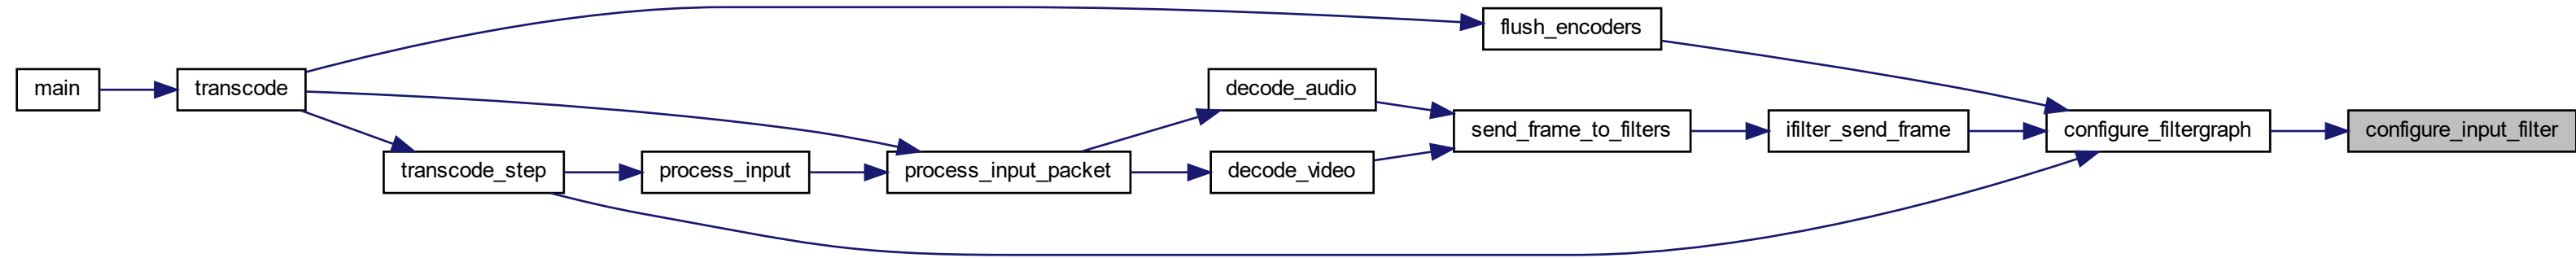 main
transcode
flush_encoders
transcode_step
process_input
process_input_packet
decode_audio
decode_video
send_frame_to_filters
ifilter_send_frame
configure_filtergraph
configure_input_filter